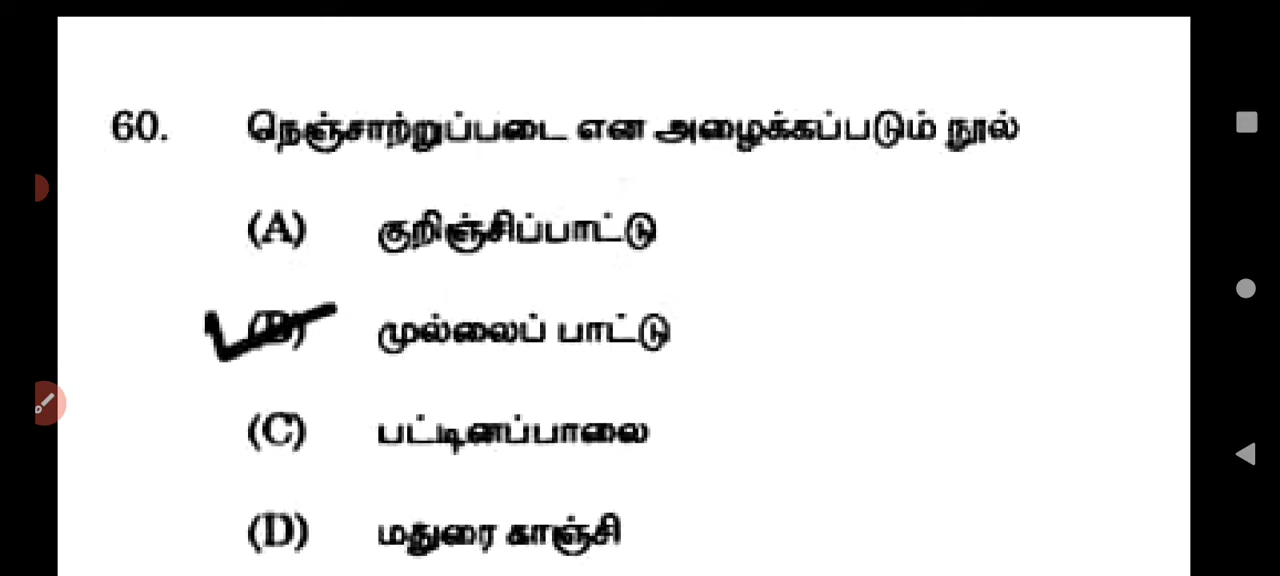 60. நெஞ்சாற்றுப்படை என அழைக்கப்படும் நூல்
(A) குறிஞ்சிப்பாட்டு
(B) முல்லைப் பாட்டு
(C) பட்டினப்பாலை
(D) மதுரை காஞ்சி